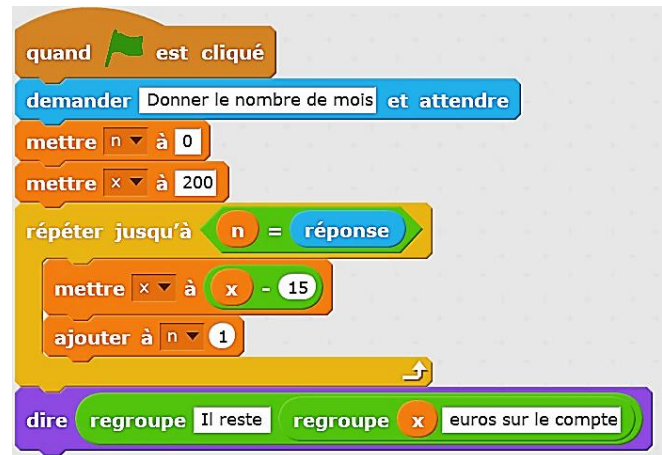 quand est cliqué
demander Donner le nombre de mois et attendre
mettre n à 0
mettre x à 200
répéter jusqu'à n = réponse
mettre x à x - 15
ajouter à n 1
dire regroupe Il reste regroupe x euros sur le compte